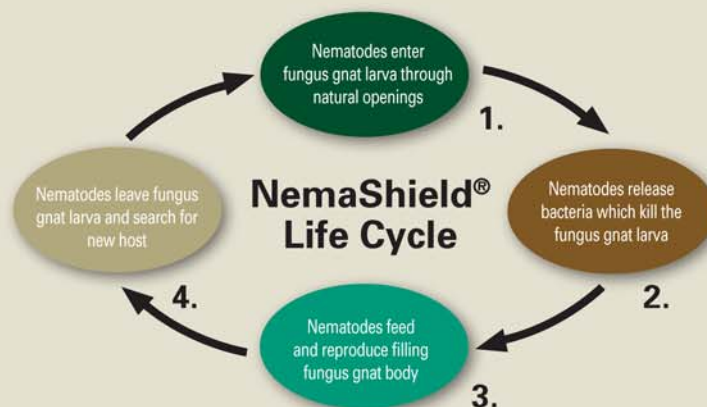 Nematodes enter
fungus gnat larva through
natural openings
1.
Nematodes release
bacteria which kill the
fungus gnat larva
2.
Nematodes feed
and reproduce filling
fungus gnat body
3.
Nematodes leave fungus
gnat larva and search for
new host
4.
NemaShield®
Life Cycle